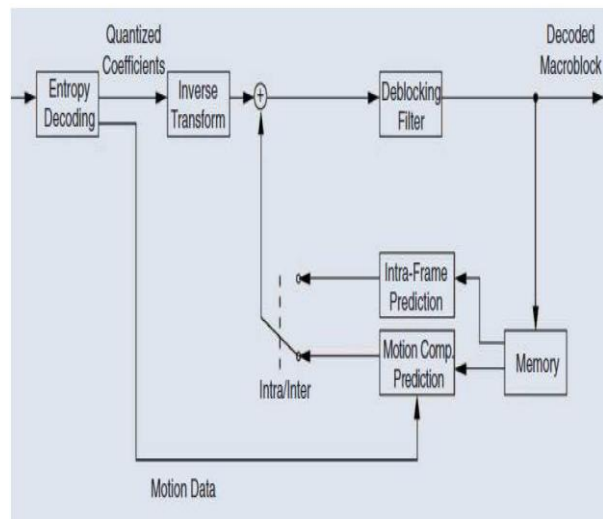 Quantized
Coefficients
Decoded
Macroblock
Entropy
Decoding
Inverse
Transform
+
Deblocking
Filter
Intra-Frame
Prediction
Motion Comp.
Prediction
Memory
Intra/Inter
Motion Data